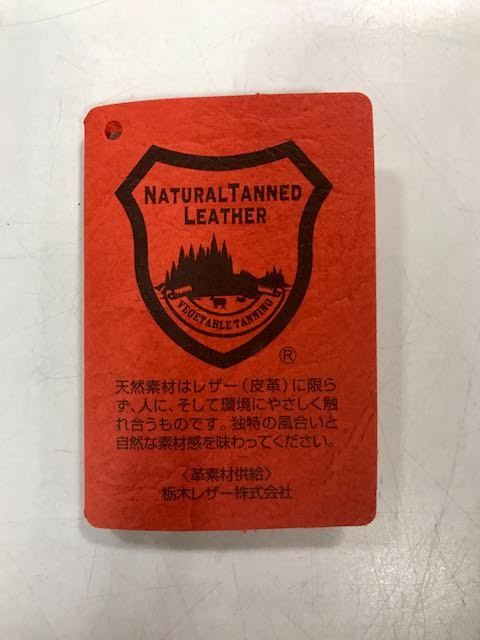 NATURALTANNED
LEATHER
VEGETABLETANNING
®
天然素材はレザー(皮革)に限ら
ず、人に、そして環境にやさしく触
れ合うものです。独特の風合いと
自然な素材感を味わってください。
〈革素材供給〉
栃木レザー株式会社